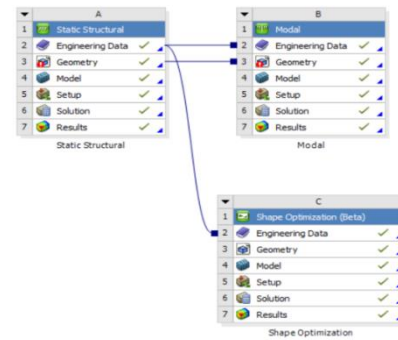 A
1 Static Structural
2 Engineering Data
3 Geometry
4 Model
5 Setup
6 Solution
7 Results
Static Structural
B
1 Modal
2 Engineering Data
3 Geometry
4 Model
5 Setup
6 Solution
7 Results
Modal
C
1 Shape Optimization (Beta)
2 Engineering Data
3 Geometry
4 Model
5 Setup
6 Solution
7 Results
Shape Optimization